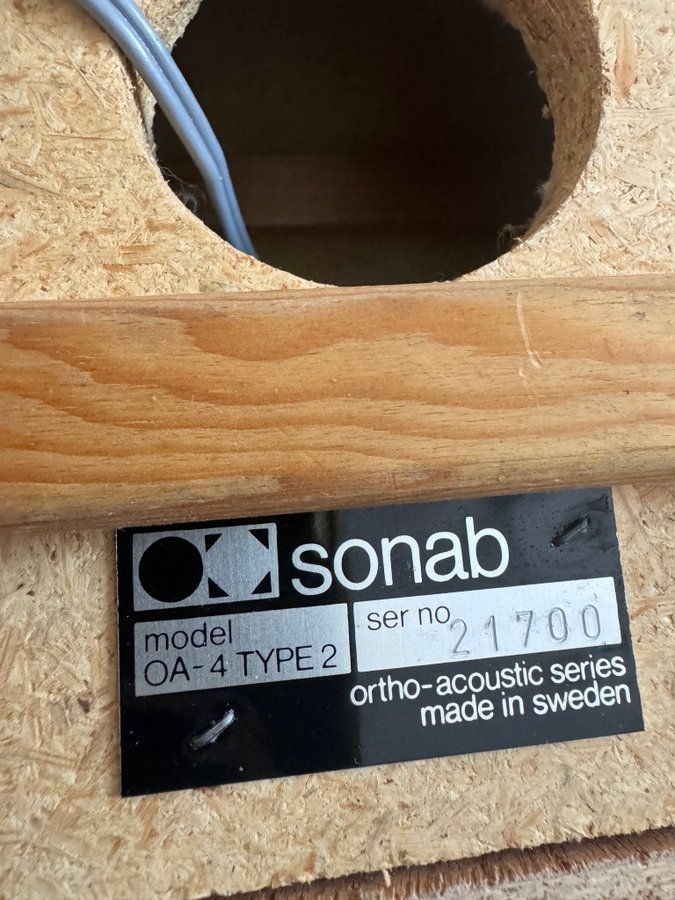 sonab
model
OA-4 TYPE 2
ser no 21700
ortho-acoustic series
made in sweden